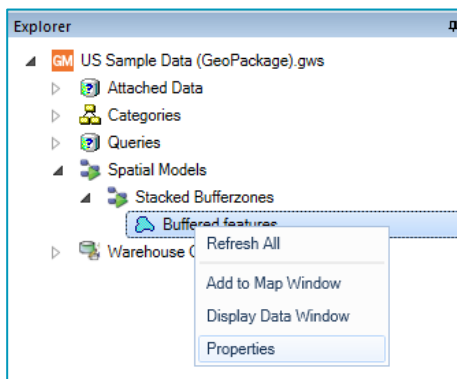 Explorer
GM US Sample Data (GeoPackage).gws
Attached Data
Categories
Queries
Spatial Models
Stacked Bufferzones
Buffered features
Warehouse
Refresh All
Add to Map Window
Display Data Window
Properties